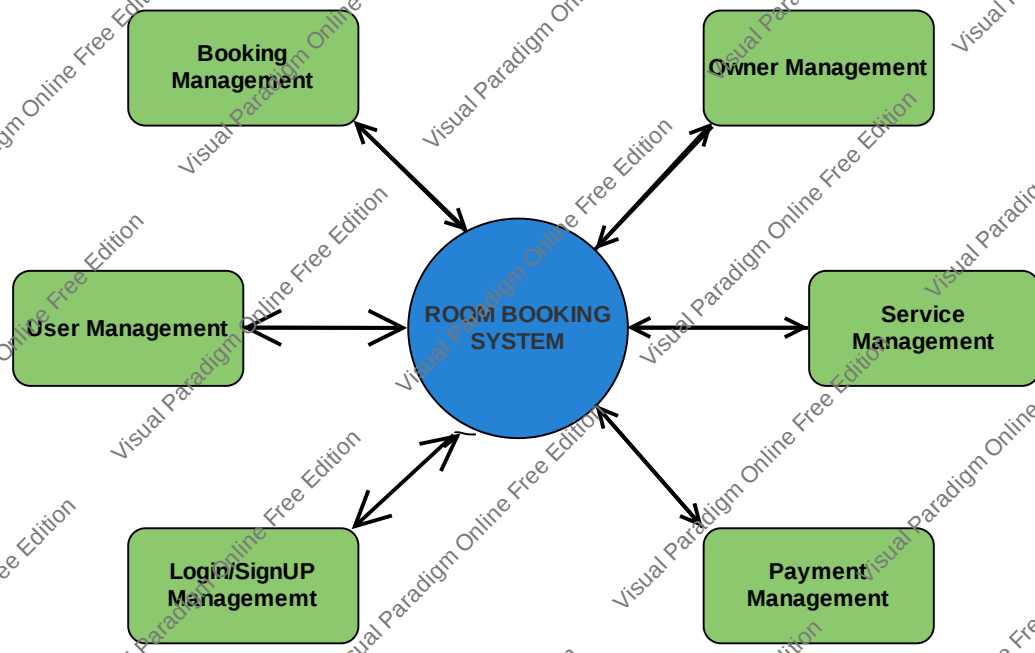 Booking
Management
Owner Management
User Management
ROOM BOOKING
SYSTEM
Service
Management
Login/SignUP
Managememt
Payment
Management
Visual Paradigm Online Free Edition